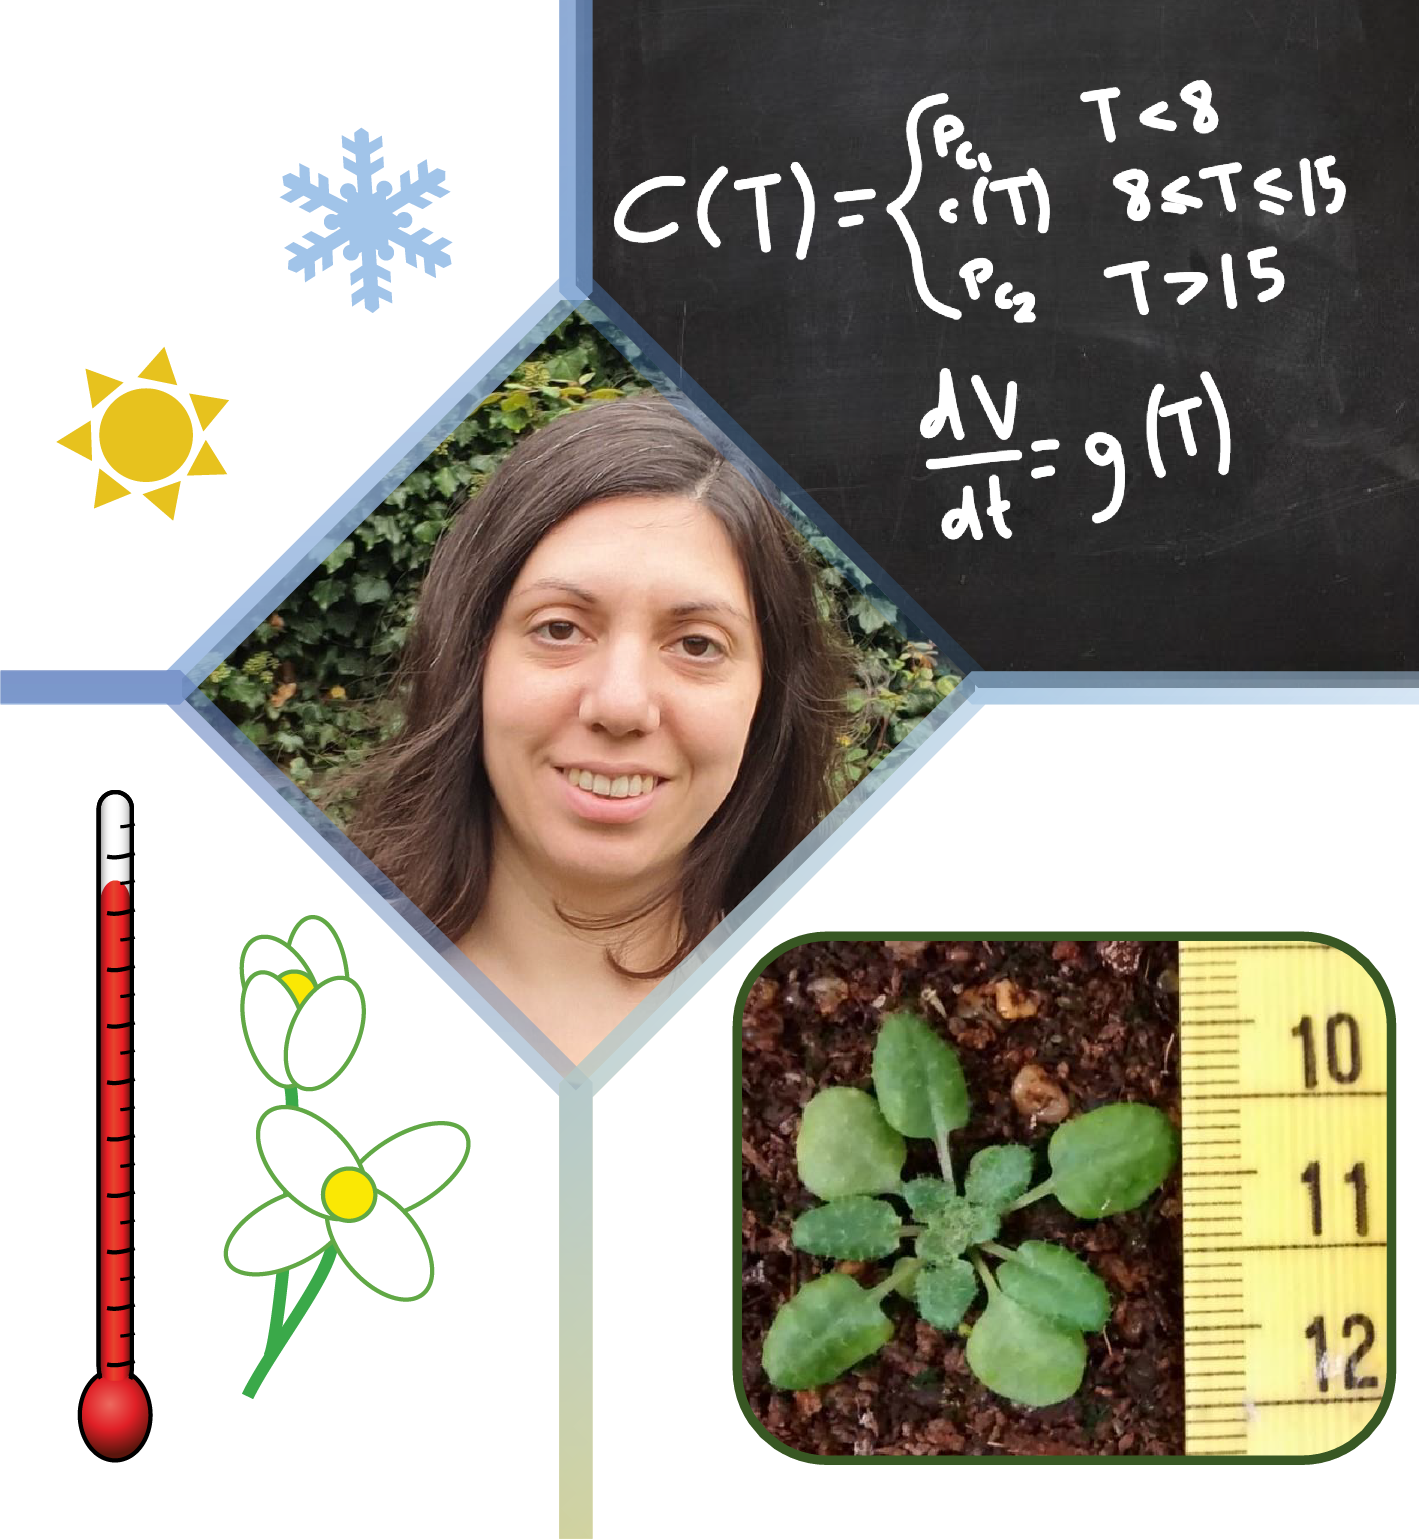 C(T) = { Pc₁ T < 8
c(T) 8 ≤ T ≤ 15
Pc₂ T > 15
dV/dt = g(T)
10
11
12